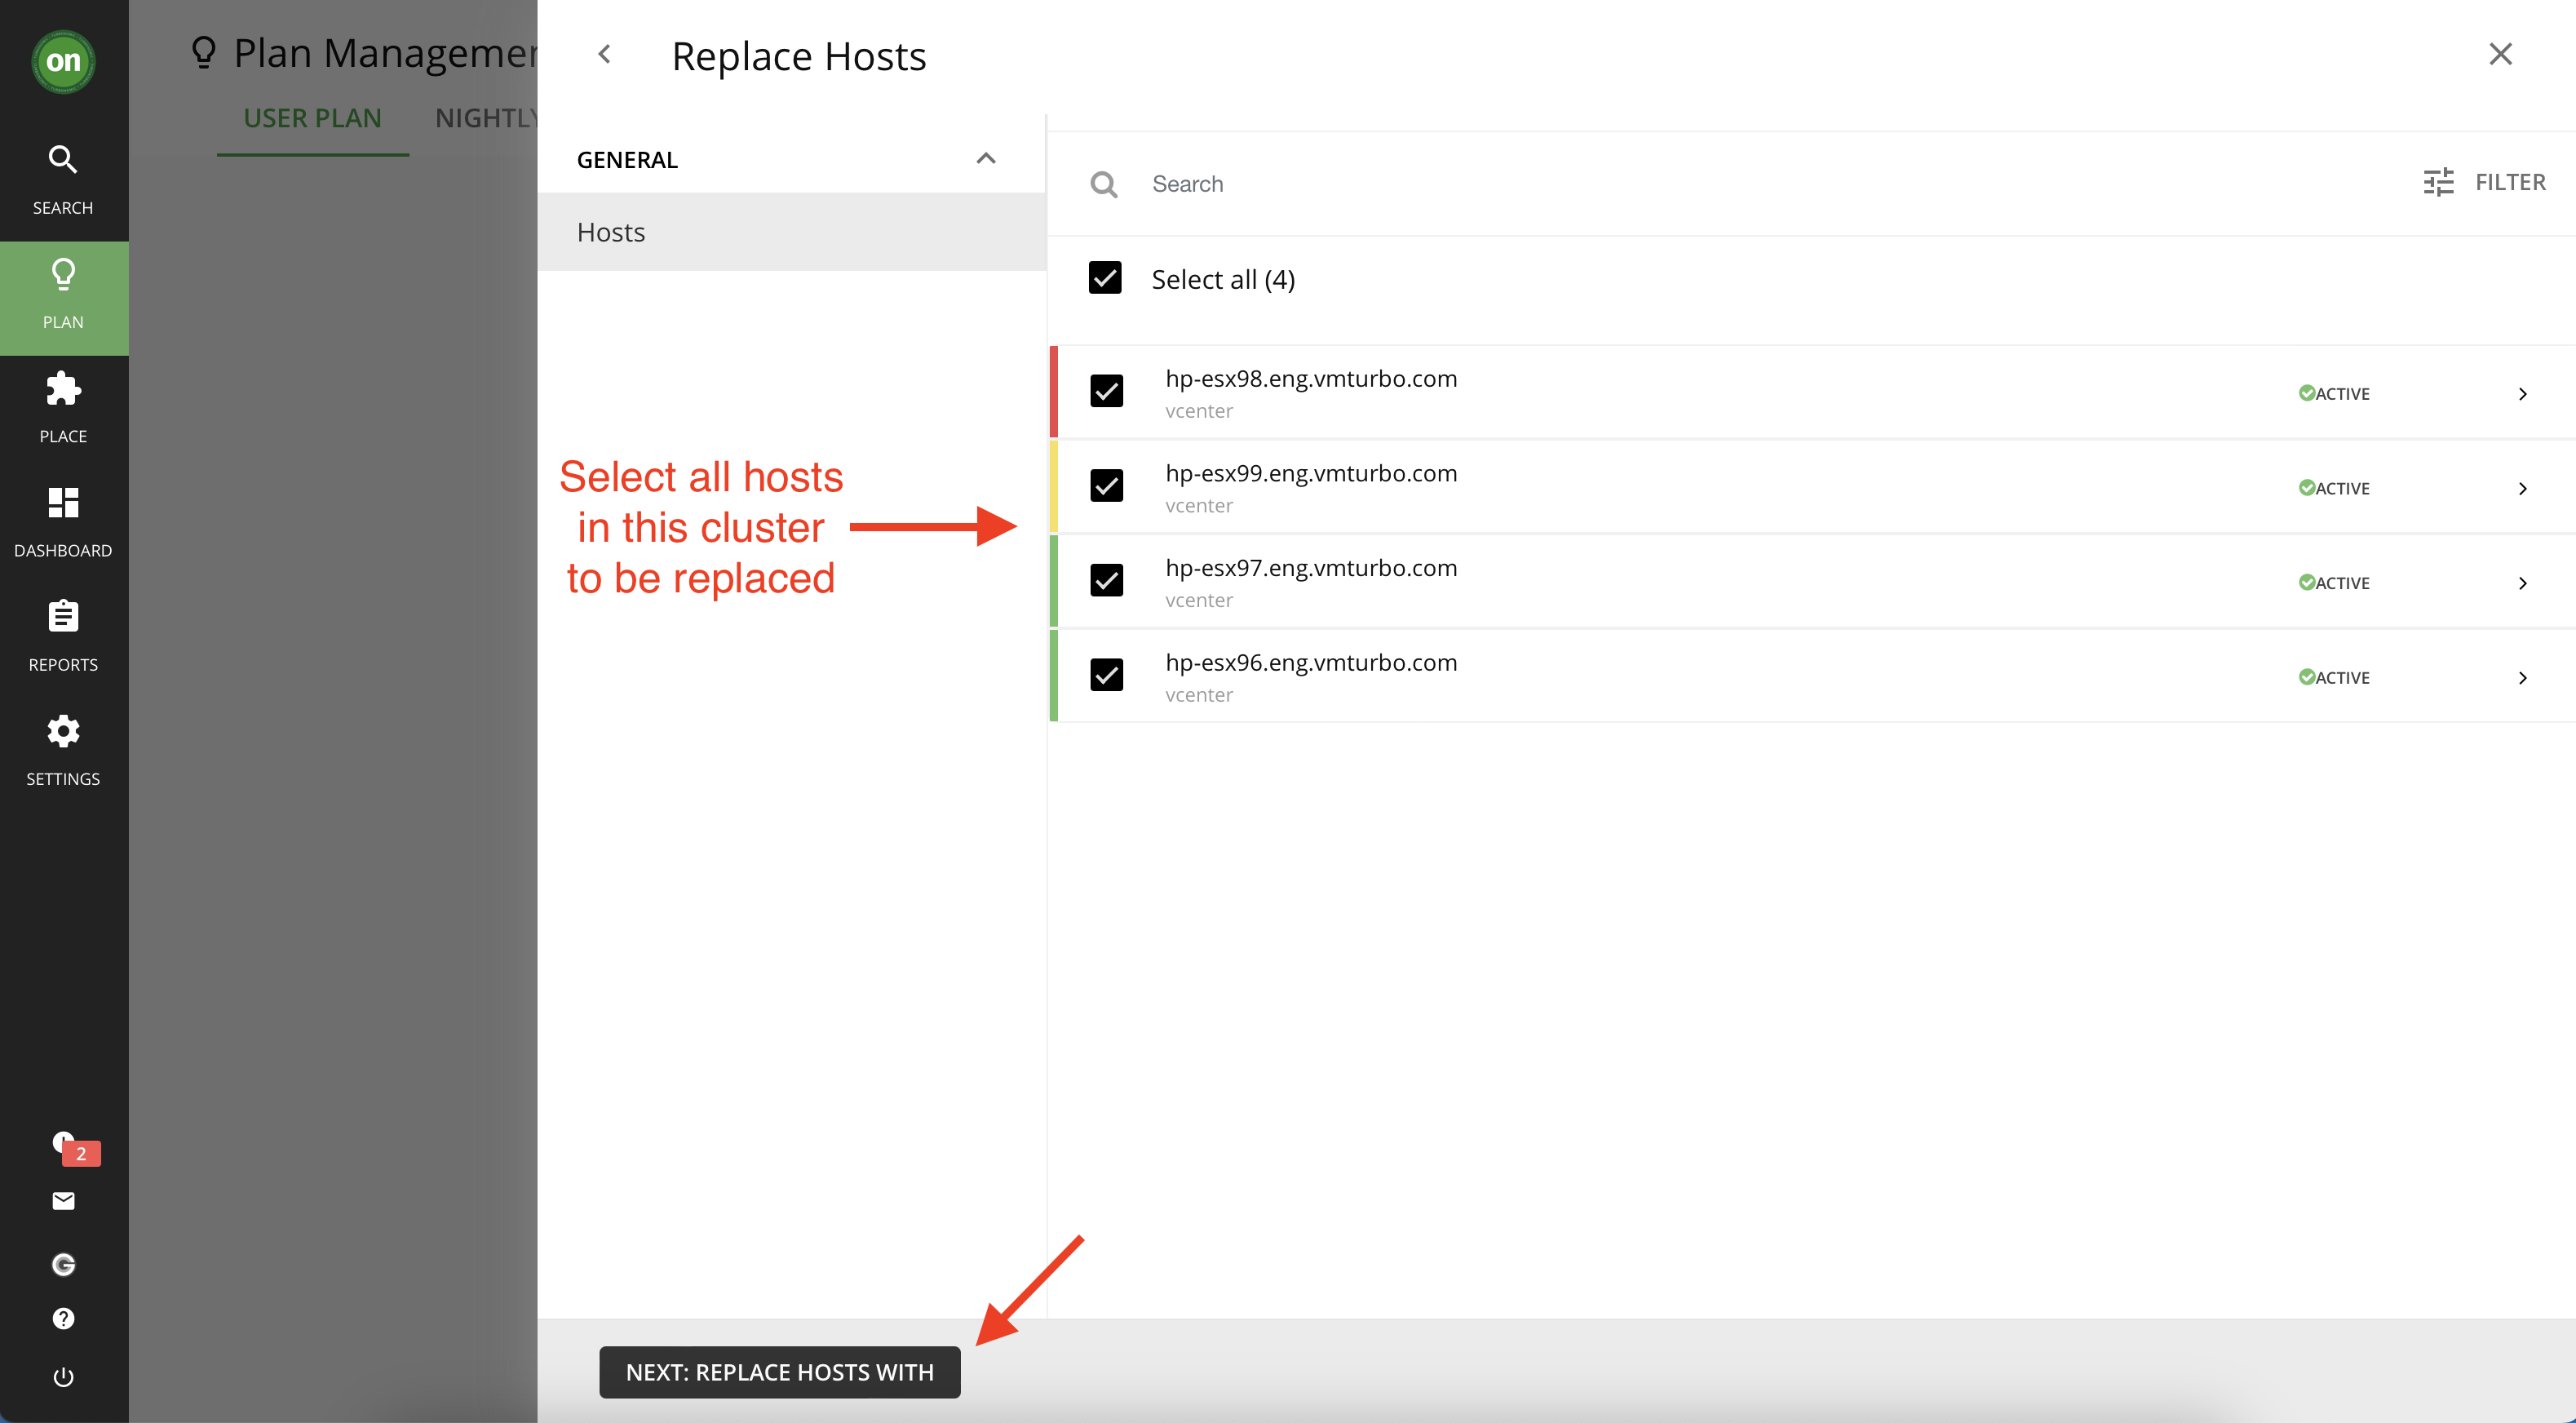 on
SEARCH
PLAN
PLACE
DASHBOARD
REPORTS
SETTINGS
2
Plan Managemen
USER PLAN
NIGHTLY
Replace Hosts
GENERAL
Hosts
Select all hosts
in this cluster
to be replaced
Search
FILTER
Select all (4)
hp-esx98.eng.vmturbo.com
vcenter
ACTIVE
hp-esx99.eng.vmturbo.com
vcenter
ACTIVE
hp-esx97.eng.vmturbo.com
vcenter
ACTIVE
hp-esx96.eng.vmturbo.com
vcenter
ACTIVE
NEXT: REPLACE HOSTS WITH